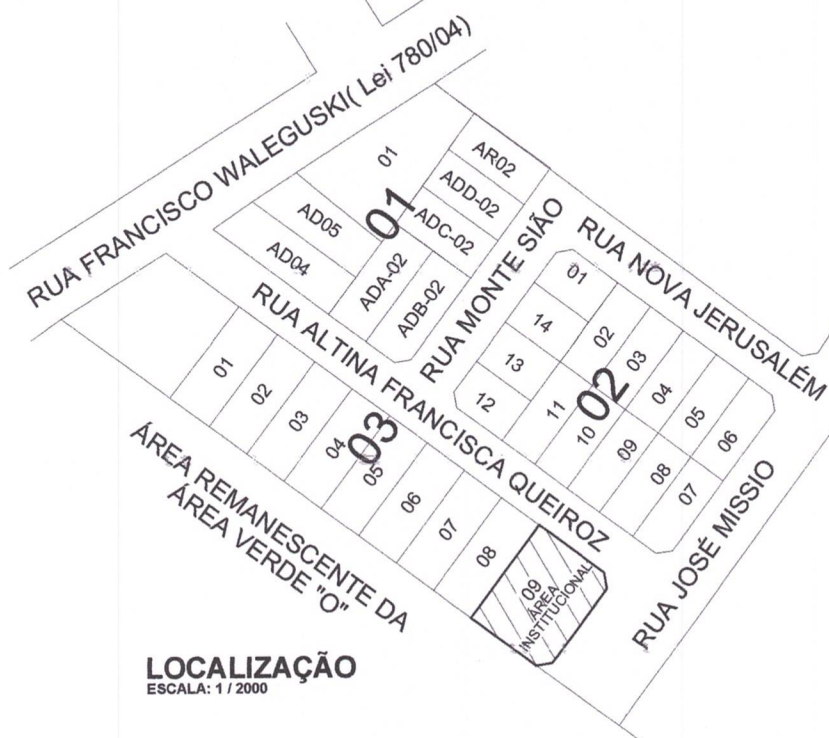 RUA FRANCISCO WALEGUSKI( Lei 780/04)
01
AR02
ADD-02
ADC-02
01
AD05
AD04
ADA-02
ADB-02
RUA MONTE SIÃO
RUA NOVA JERUSALÉM
RUA ALTINA FRANCISCA QUEIROZ
01
14
02
13
03
12
02
04
11
05
10
09
06
08
07
RUA JOSÉ MISSIO
01
02
03
04
03
05
06
07
08
09
ÁREA
INSTITUCIONAL
ÁREA REMANESCENTE DA
ÁREA VERDE "O"
LOCALIZAÇÃO
ESCALA: 1 / 2000